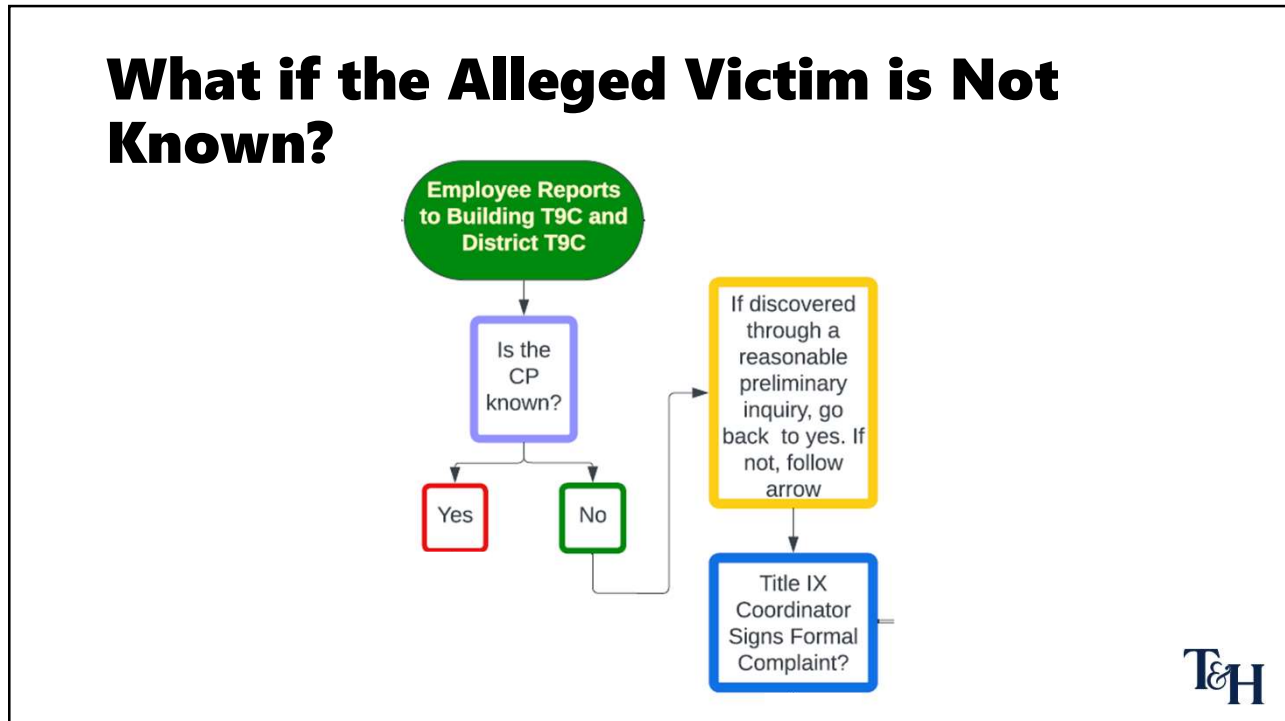 What if the Alleged Victim is Not
Known?
Employee Reports
to Building T9C and
District T9C
Is the
CP
known?
Yes
No
If discovered
through a
reasonable
preliminary
inquiry, go
back to yes. If
not, follow
arrow
Title IX
Coordinator
Signs Formal
Complaint?
T&H